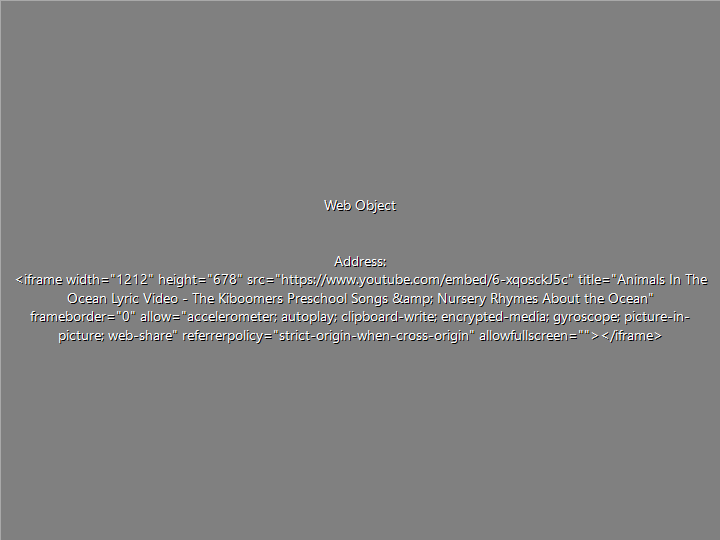 Web Object
Address:
<iframe width="1212" height="678" src="https://www.youtube.com/embed/6-xqosckJ5c" title="Animals In The
Ocean Lyric Video - The Kiboomers Preschool Songs &amp; Nursery Rhymes About the Ocean"
frameborder="0" allow="accelerometer; autoplay; clipboard-write; encrypted-media; gyroscope; picture-in-
picture; web-share" referrerpolicy="strict-origin-when-cross-origin" allowfullscreen=""></iframe>